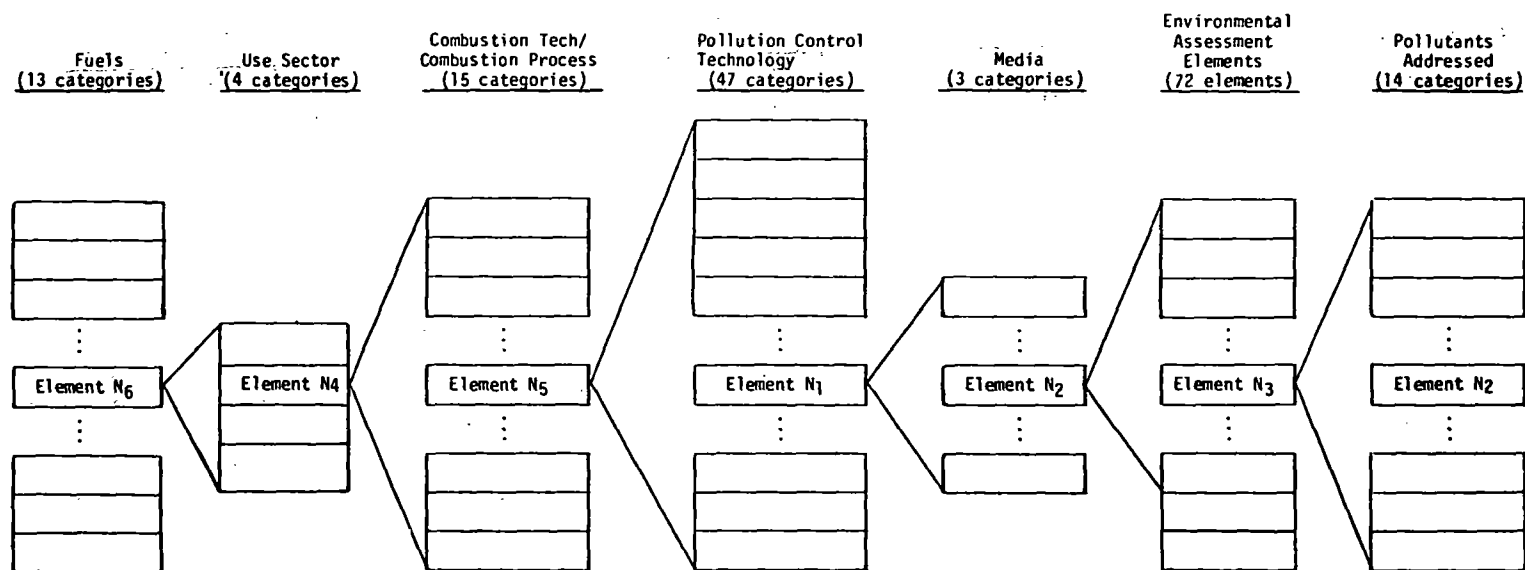 Fuels
(13 categories)
Use Sector
(4 categories)
Combustion Tech/
Combustion Process
(15 categories)
Pollution Control
Technology
(47 categories)
Media
(3 categories)
Environmental
Assessment
Elements
(72 elements)
Pollutants
Addressed
(14 categories)
Element N6
Element N4
Element N5
Element N1
Element N2
Element N3
Element N2